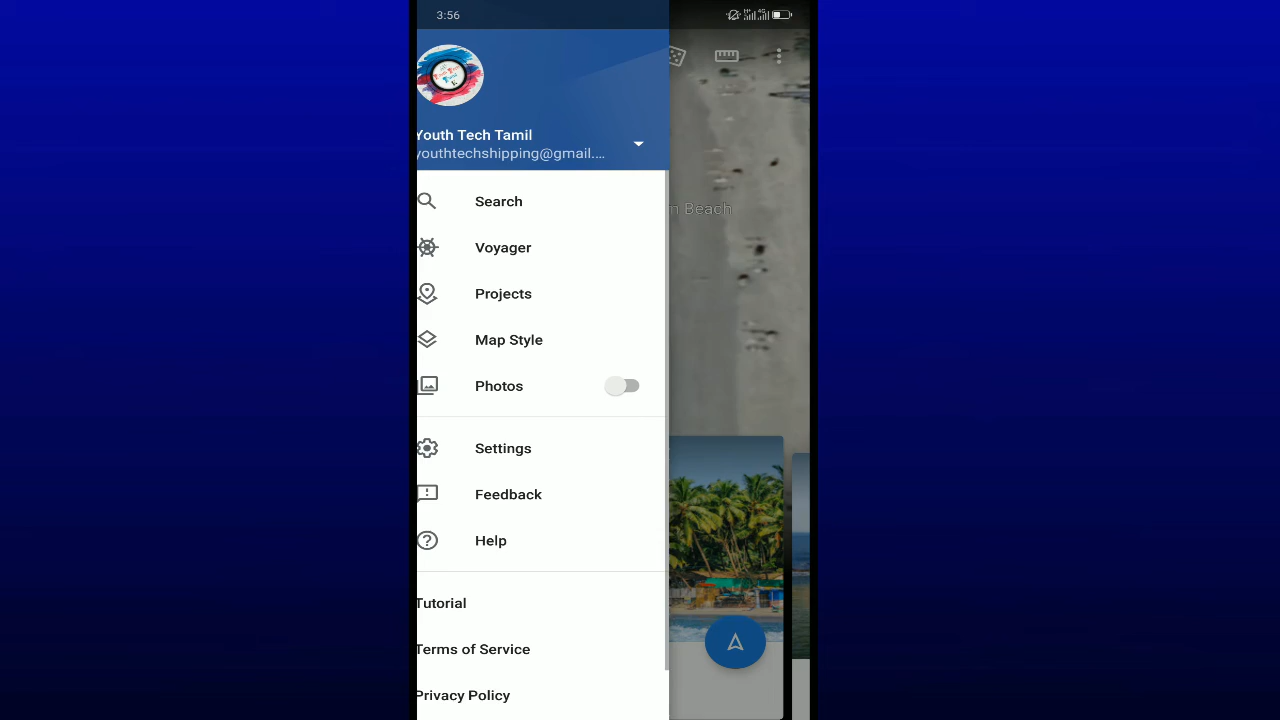 3:56
Youth Tech Tamil
youthtechshipping@gmail....
Search
Voyager
n Beach
Projects
Map Style
Photos
Settings
Feedback
Help
Tutorial
Terms of Service
Privacy Policy